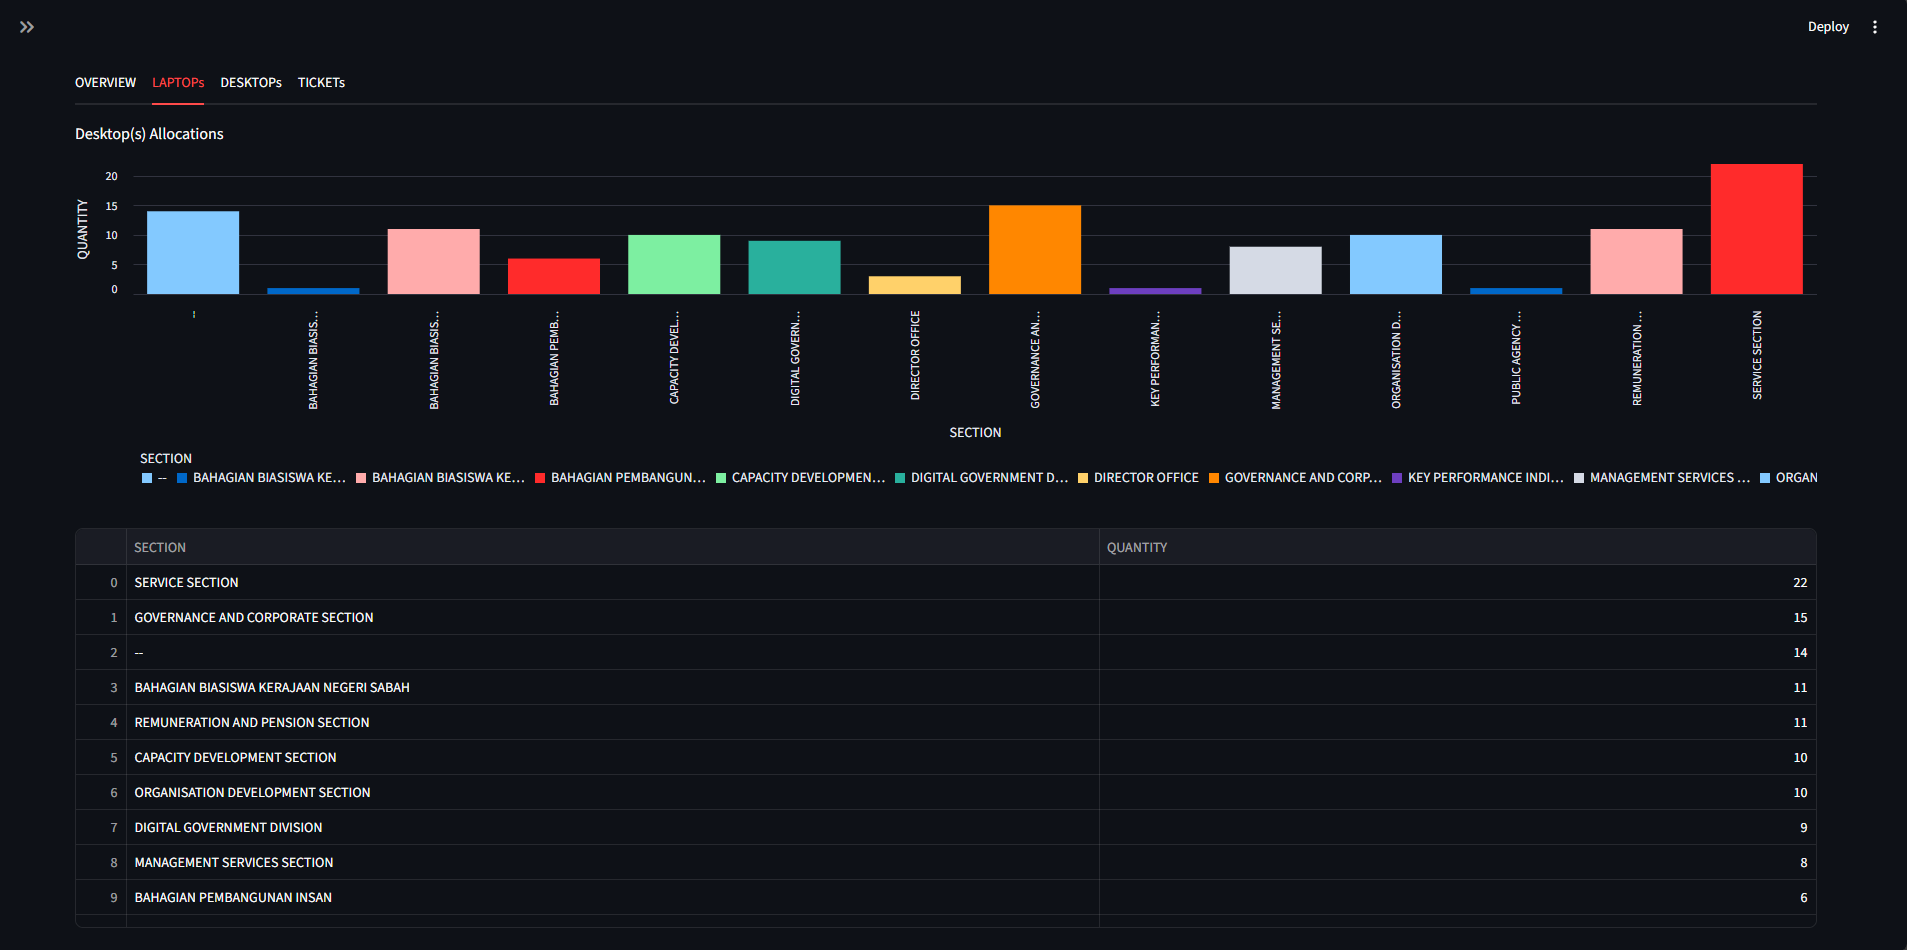 Deploy
OVERVIEW LAPTOPs DESKTOPs TICKETs
Desktop(s) Allocations
QUANTITY
20
15
10
5
0
--
BAHAGIAN BIASIS…
BAHAGIAN BIASIS…
BAHAGIAN PEMB…
CAPACITY DEVEL…
DIGITAL GOVERN…
DIRECTOR OFFICE
GOVERNANCE AN…
KEY PERFORMAN…
MANAGEMENT SE…
ORGANISATION D…
PUBLIC AGENCY …
REMUNERATION …
SERVICE SECTION
SECTION
SECTION
-- BAHAGIAN BIASISWA KE… BAHAGIAN BIASISWA KE… BAHAGIAN PEMBANGUN… CAPACITY DEVELOPMEN… DIGITAL GOVERNMENT D… DIRECTOR OFFICE GOVERNANCE AND CORP… KEY PERFORMANCE INDI… MANAGEMENT SERVICES … ORGAN
SECTION QUANTITY
0 SERVICE SECTION 22
1 GOVERNANCE AND CORPORATE SECTION 15
2 -- 14
3 BAHAGIAN BIASISWA KERAJAAN NEGERI SABAH 11
4 REMUNERATION AND PENSION SECTION 11
5 CAPACITY DEVELOPMENT SECTION 10
6 ORGANISATION DEVELOPMENT SECTION 10
7 DIGITAL GOVERNMENT DIVISION 9
8 MANAGEMENT SERVICES SECTION 8
9 BAHAGIAN PEMBANGUNAN INSAN 6